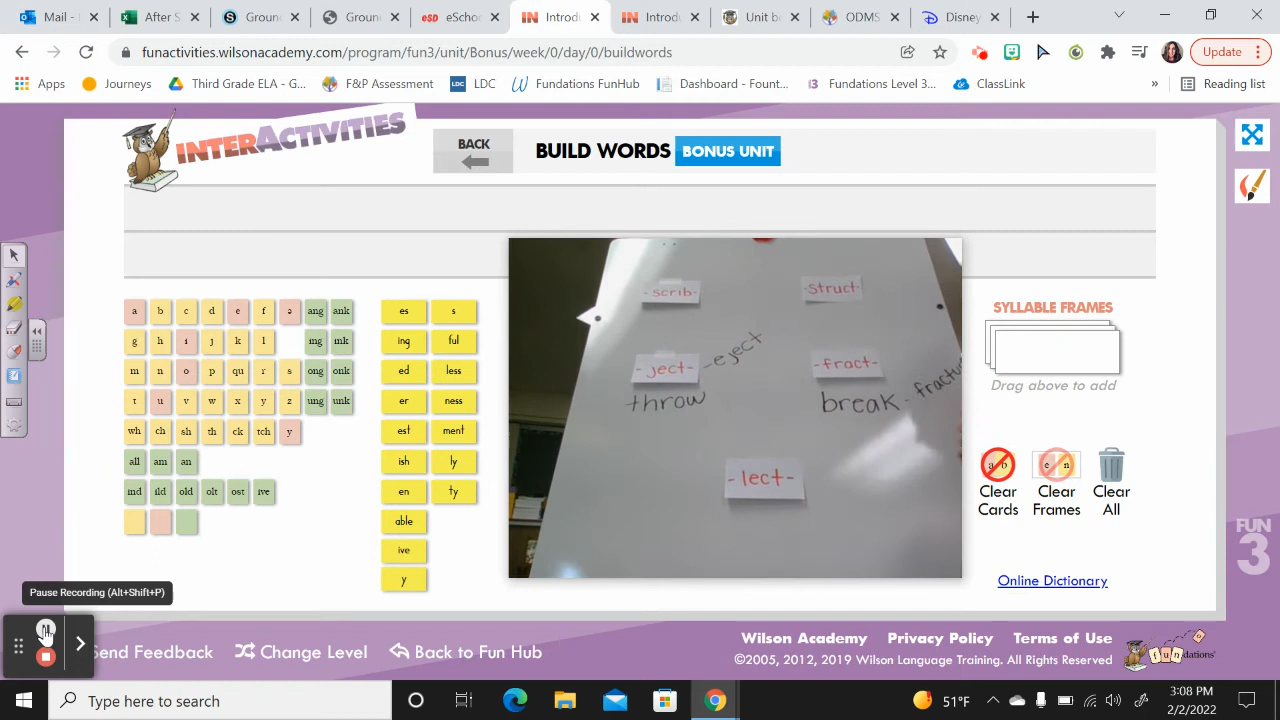 Mail -
After S
Ground
Ground
eScho
Introdu
Introdu
Unit bo
ODMS
Disney
funactivities.wilsonacademy.com/program/fun3/unit/Bonus/week/0/day/0/buildwords
Update
Apps
Journeys
Third Grade ELA - G...
F&P Assessment
LDC
LDC
Fundations FunHub
Dashboard - Fount...
Fundations Level 3...
ClassLink
»
Reading list
INTERACTIVITIES
BACK
BUILD WORDS BONUS UNIT
a b c d e f ə ang ank
g h i j k l ing ink
m n o p qu r s ong onk
t u v w x y z ung unk
wh ch sh th ck tch y
all am an
ind ild old olt ost ive
es s
ing ful
ed less
er ness
est ment
ish ly
en ty
able
ive
y
-scrib-
-struct-
-ject- -eject
throw
-fract-
break -
-lect-
SYLLABLE FRAMES
Drag above to add
a b
e n
Clear Cards
Clear Frames
Clear All
Online Dictionary
FUN
3
Pause Recording (Alt+Shift+P)
Send Feedback
Change Level
Back to Fun Hub
Wilson Academy Privacy Policy Terms of Use
©2005, 2012, 2019 Wilson Language Training. All Rights Reserved
fundations
Type here to search
51°F
3:08 PM
2/2/2022